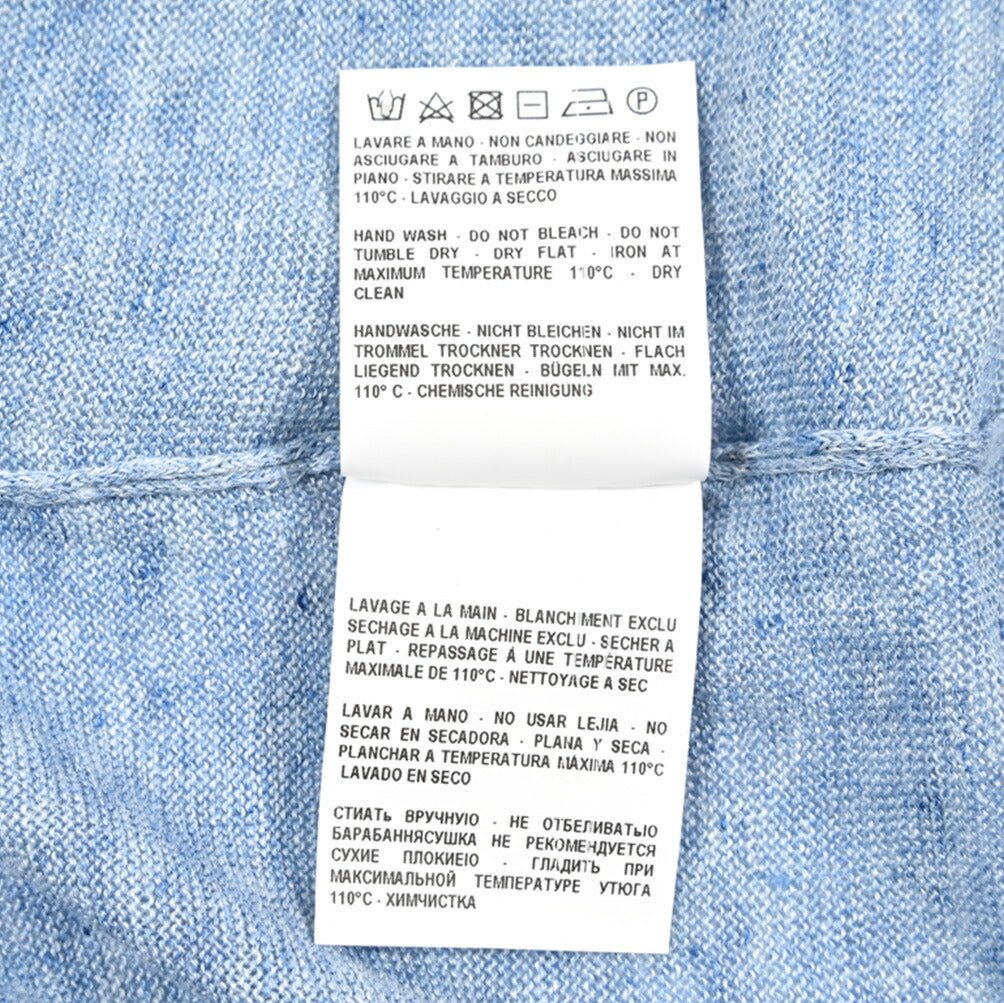 P
LAVARE A MANO - NON CANDEGGIARE - NON
ASCIUGARE A TAMBURO - ASCIUGARE IN
PIANO - STIRARE A TEMPERATURA MASSIMA
110°C - LAVAGGIO A SECCO
HAND WASH - DO NOT BLEACH - DO NOT
TUMBLE DRY - DRY FLAT - IRON AT
MAXIMUM TEMPERATURE 110°C - DRY
CLEAN
HANDWASCHE - NICHT BLEICHEN - NICHT IM
TROMMEL TROCKNER TROCKNEN - FLACH
LIEGEND TROCKNEN - BÜGELN MIT MAX.
110° C - CHEMISCHE REINIGUNG
LAVAGE A LA MAIN - BLANCHIMENT EXCLU
SECHAGE A LA MACHINE EXCLU - SECHER A
PLAT - REPASSAGE Á UNE TEMPÉRATURE
MAXIMALE DE 110°C - NETTOYAGE A SEC
LAVAR A MANO - NO USAR LEJIA - NO
SECAR EN SECADORA - PLANA Y SECA -
PLANCHAR A TEMPERATURA MÁXIMA 110°C
LAVADO EN SECO
СТИАТЬ ВРУЧНУЮ - НЕ ОТБЕЛИВАТЬЮ
БАРАБАННЯСУШКА НЕ РЕКОМЕНДУЕТСЯ
СУХИЕ ПЛОКИЕЮ - ГЛАДИТЬ ПРИ
МАКСИМАЛЬНОЙ ТЕМПЕРАТУРЕ УТЮГА
110°C - ХИМЧИСТКА